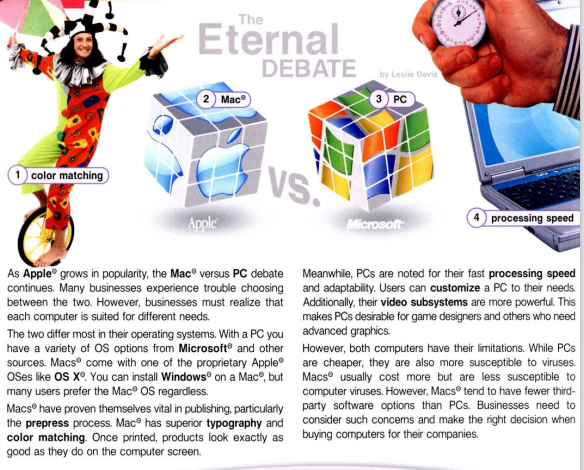 The
Eternal
DEBATE
by Leslie Davis
2 Mac®
3 PC
1 color matching
VS.
4 processing speed
Apple
Microsoft
As Apple® grows in popularity, the Mac® versus PC debate
continues. Many businesses experience trouble choosing
between the two. However, businesses must realize that
each computer is suited for different needs.
The two differ most in their operating systems. With a PC you
have a variety of OS options from Microsoft® and other
sources. Macs® come with one of the proprietary Apple®
OSes like OS X®. You can install Windows® on a Mac®, but
many users prefer the Mac® OS regardless.
Macs® have proven themselves vital in publishing, particularly
the prepress process. Mac® has superior typography and
color matching. Once printed, products look exactly as
good as they do on the computer screen.
Meanwhile, PCs are noted for their fast processing speed
and adaptability. Users can customize a PC to their needs.
Additionally, their video subsystems are more powerful. This
makes PCs desirable for game designers and others who need
advanced graphics.
However, both computers have their limitations. While PCs
are cheaper, they are also more susceptible to viruses.
Macs® usually cost more but are less susceptible to
computer viruses. However, Macs® tend to have fewer third-
party software options than PCs. Businesses need to
consider such concerns and make the right decision when
buying computers for their companies.